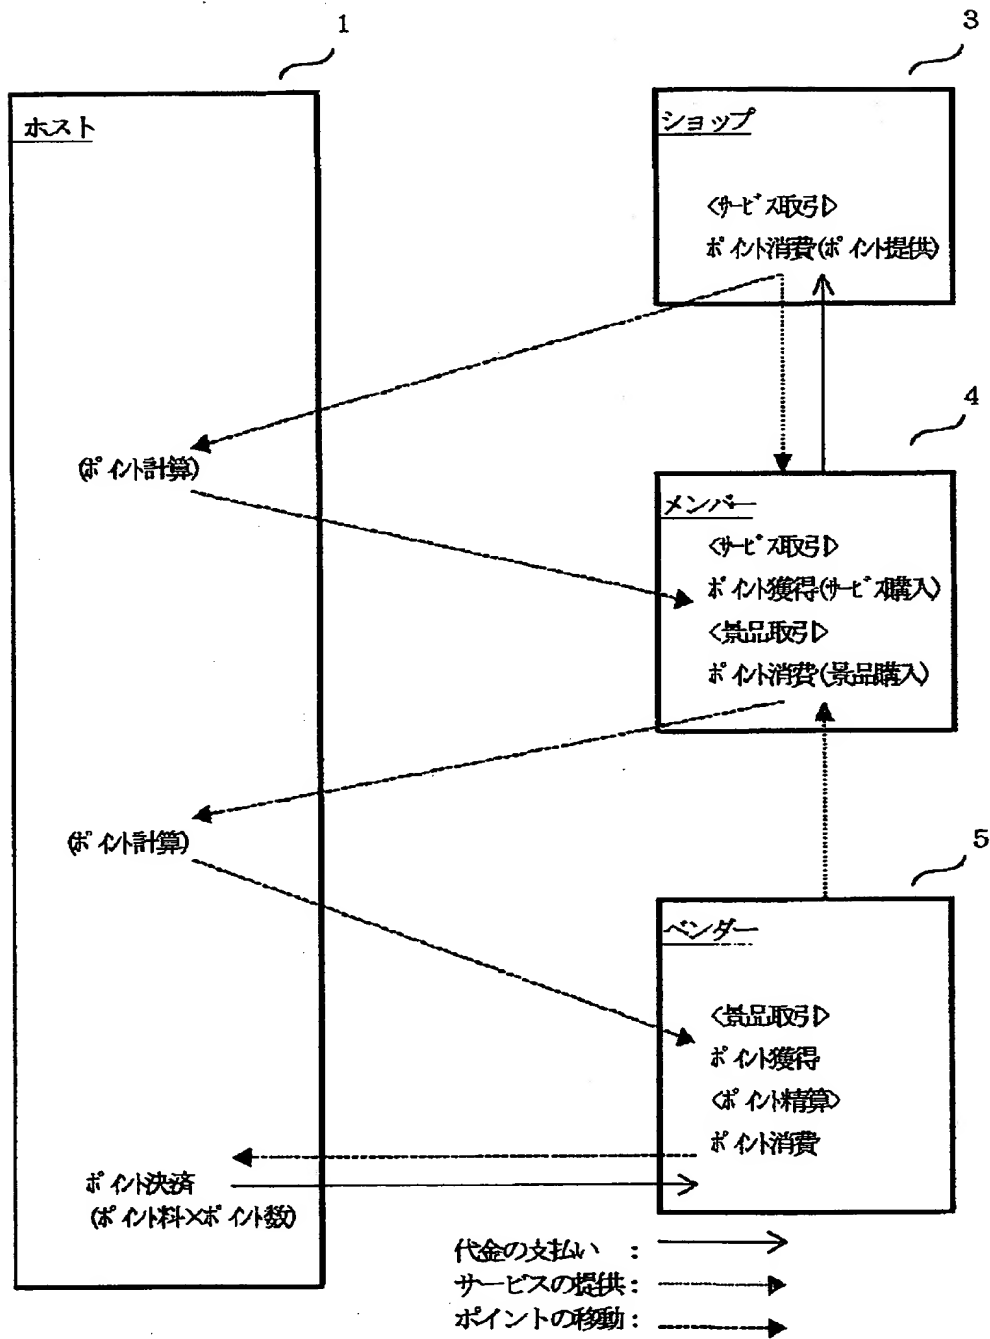 1
3
ホスト
ショップ
<サービス取引>
ポイント消費(ポイント提供)
4
(ポイント計算)
メンバー
<サービス取引>
ポイント獲得(サービス購入)
<景品取引>
ポイント消費(景品購入)
5
(ポイント計算)
ベンダー
<景品取引>
ポイント獲得
<ポイント精算>
ポイント消費
ポイント決済
(ポイント料×ポイント数)
代金の支払い :
サービスの提供:
ポイントの移動: